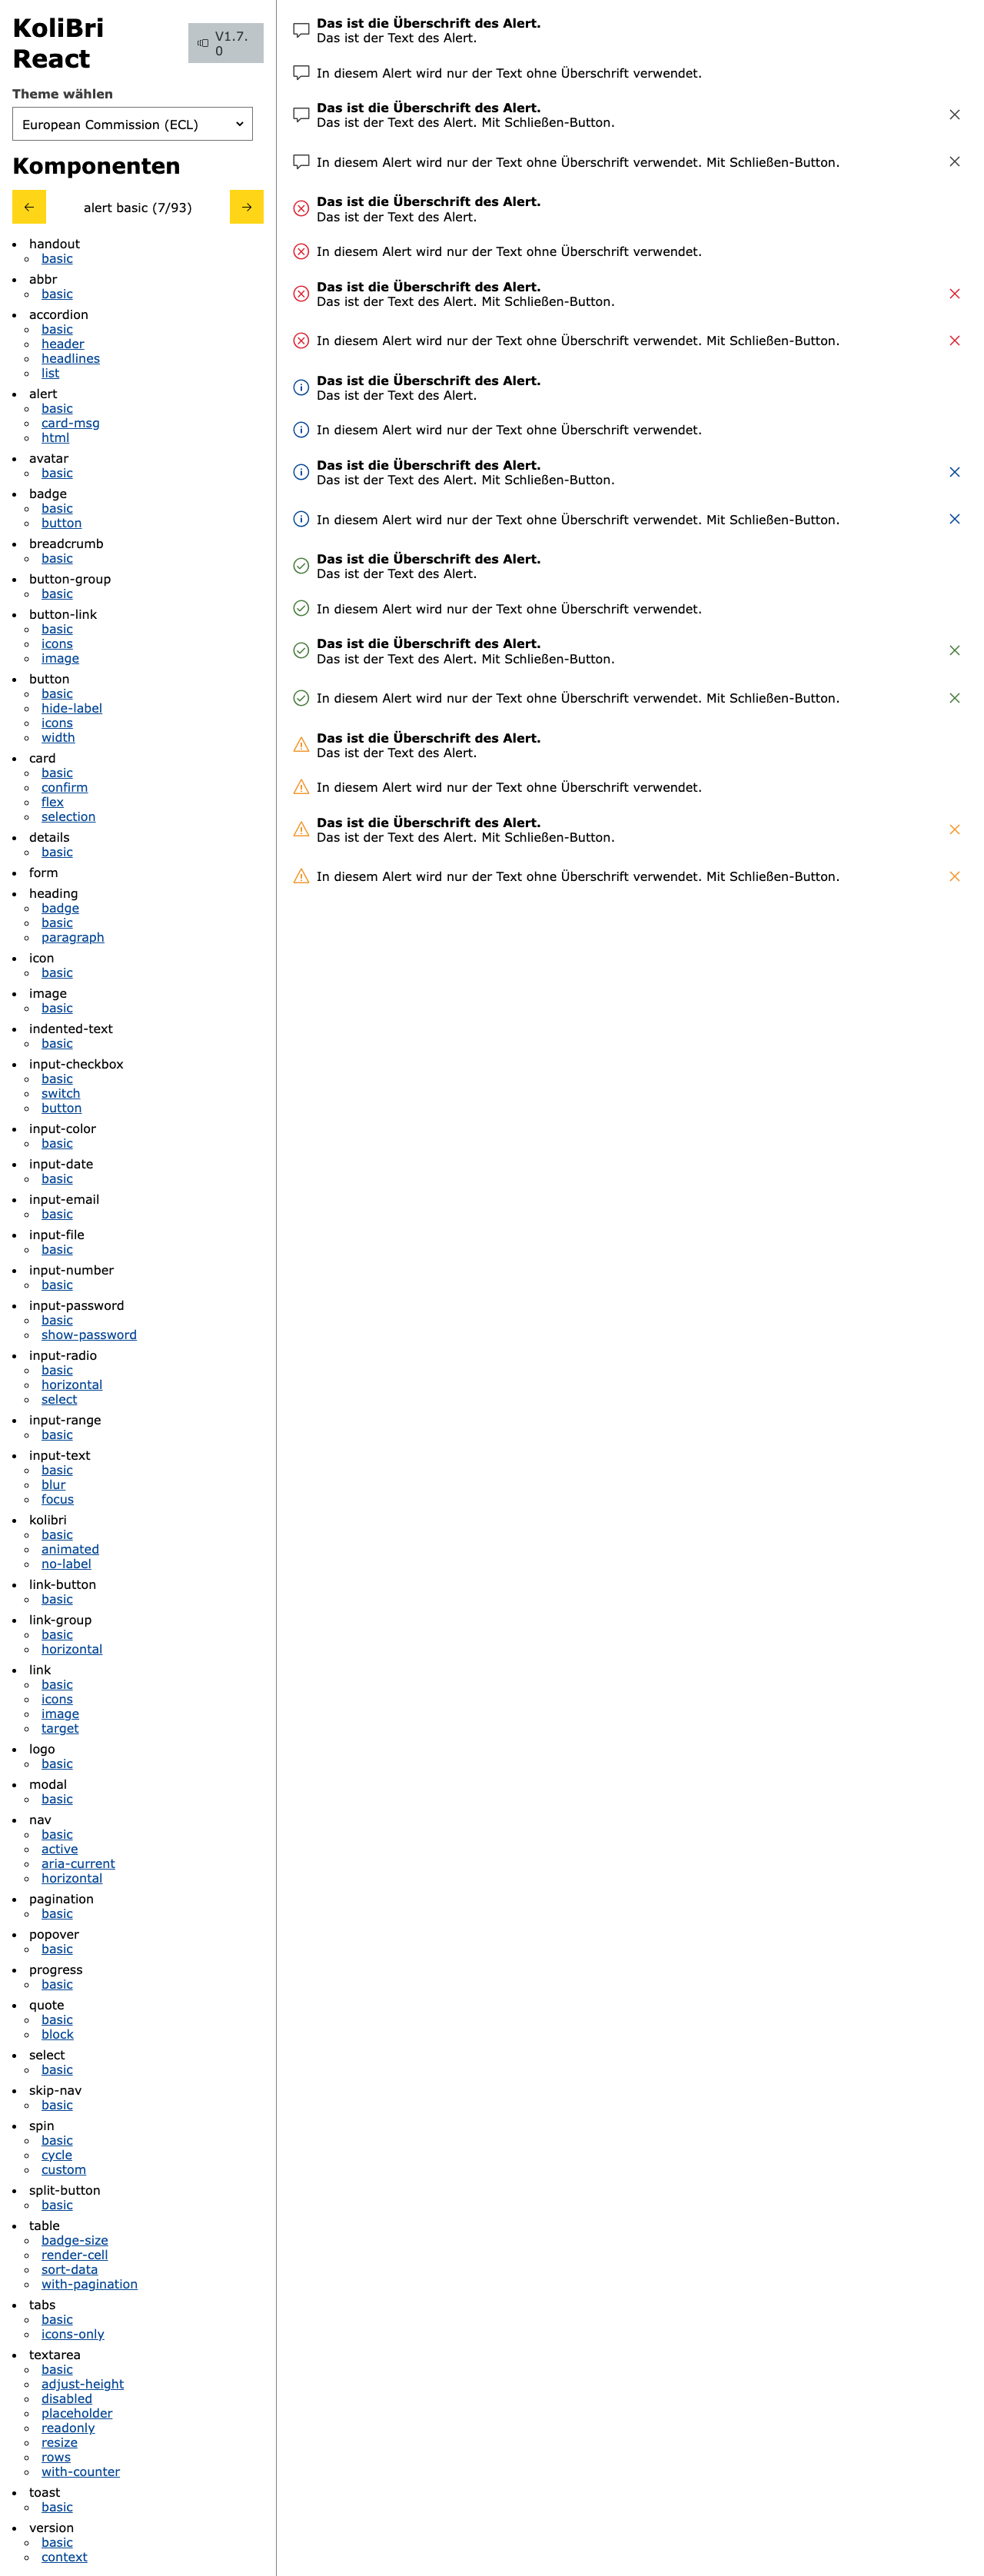 KoliBri
React
V1.7.
0
Theme wählen
European Commission (ECL)
Komponenten
alert basic (7/93)
handout
basic
abbr
basic
accordion
basic
header
headlines
list
alert
basic
card-msg
html
avatar
basic
badge
basic
button
breadcrumb
basic
button-group
basic
button-link
basic
icons
image
button
basic
hide-label
icons
width
card
basic
confirm
flex
selection
details
basic
form
heading
badge
basic
paragraph
icon
basic
image
basic
indented-text
basic
input-checkbox
basic
switch
button
input-color
basic
input-date
basic
input-email
basic
input-file
basic
input-number
basic
input-password
basic
show-password
input-radio
basic
horizontal
select
input-range
basic
input-text
basic
blur
focus
kolibri
basic
animated
no-label
link-button
basic
link-group
basic
horizontal
link
basic
icons
image
target
logo
basic
modal
basic
nav
basic
active
aria-current
horizontal
pagination
basic
popover
basic
progress
basic
quote
basic
block
select
basic
skip-nav
basic
spin
basic
cycle
custom
split-button
basic
table
badge-size
render-cell
sort-data
with-pagination
tabs
basic
icons-only
textarea
basic
adjust-height
disabled
placeholder
readonly
resize
rows
with-counter
toast
basic
version
basic
context
Das ist die Überschrift des Alert.
Das ist der Text des Alert.
In diesem Alert wird nur der Text ohne Überschrift verwendet.
Das ist die Überschrift des Alert.
Das ist der Text des Alert. Mit Schließen-Button.
In diesem Alert wird nur der Text ohne Überschrift verwendet. Mit Schließen-Button.
Das ist die Überschrift des Alert.
Das ist der Text des Alert.
In diesem Alert wird nur der Text ohne Überschrift verwendet.
Das ist die Überschrift des Alert.
Das ist der Text des Alert. Mit Schließen-Button.
In diesem Alert wird nur der Text ohne Überschrift verwendet. Mit Schließen-Button.
Das ist die Überschrift des Alert.
Das ist der Text des Alert.
In diesem Alert wird nur der Text ohne Überschrift verwendet.
Das ist die Überschrift des Alert.
Das ist der Text des Alert. Mit Schließen-Button.
In diesem Alert wird nur der Text ohne Überschrift verwendet. Mit Schließen-Button.
Das ist die Überschrift des Alert.
Das ist der Text des Alert.
In diesem Alert wird nur der Text ohne Überschrift verwendet.
Das ist die Überschrift des Alert.
Das ist der Text des Alert. Mit Schließen-Button.
In diesem Alert wird nur der Text ohne Überschrift verwendet. Mit Schließen-Button.
Das ist die Überschrift des Alert.
Das ist der Text des Alert.
In diesem Alert wird nur der Text ohne Überschrift verwendet.
Das ist die Überschrift des Alert.
Das ist der Text des Alert. Mit Schließen-Button.
In diesem Alert wird nur der Text ohne Überschrift verwendet. Mit Schließen-Button.